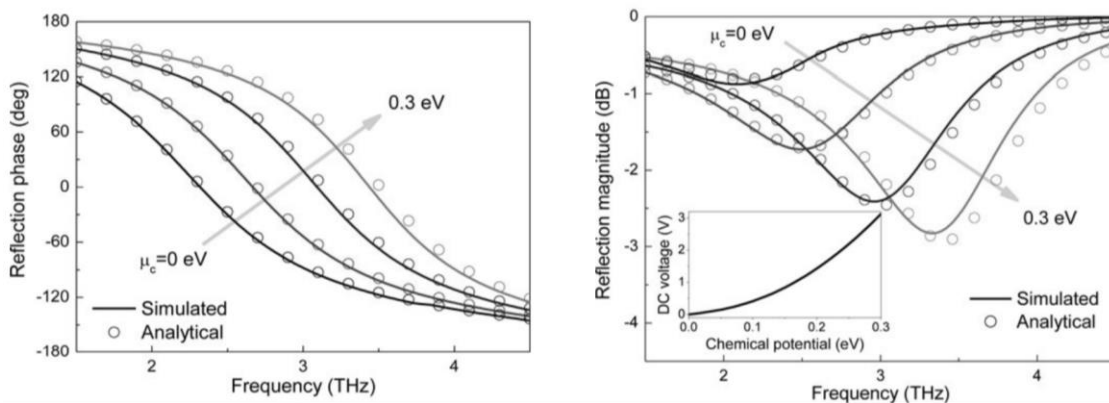 180
120
60
0
-60
-120
-180
Reflection phase (deg)
0.3 eV
μc=0 eV
Simulated
Analytical
2
3
4
Frequency (THz)
0
-1
-2
-3
-4
Reflection magnitude (dB)
μc=0 eV
0.3 eV
3
2
1
0
DC voltage (V)
0.0
0.1
0.2
0.3
Chemical potential (eV)
Simulated
Analytical
2
3
4
Frequency (THz)